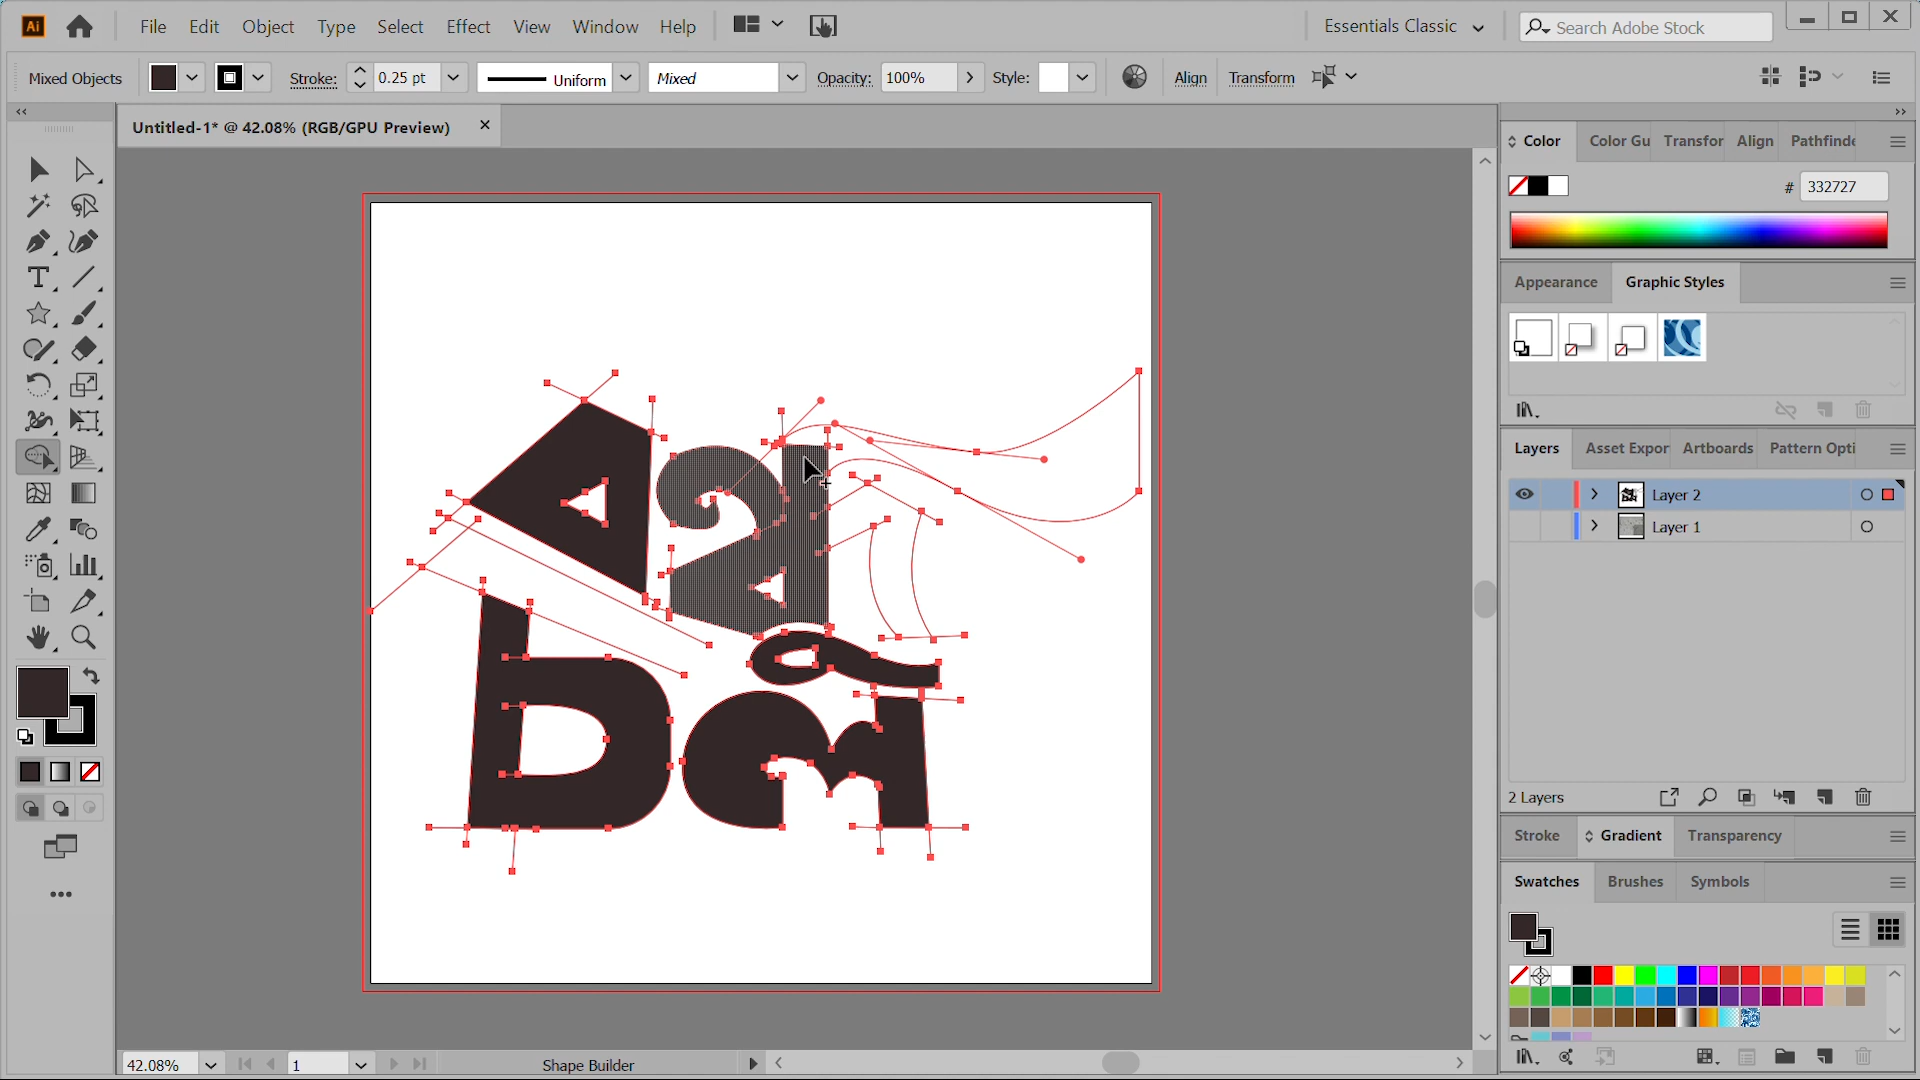 Ai File Edit Object Type Select Effect Window View Help Essentials Classic Search Adobe Stock
Mixed Objects Stroke: 0.25 pt Uniform Mixed Opacity: 100% Style: Align Transform
Untitled-1* @ 42.08% (RGB/GPU Preview)
Color Color Gu Transfor Align Pathfinde
# 332727
Appearance Graphic Styles
Layers Asset Expor Artboards Pattern Opti
Layer 2
Layer 1
2 Layers
Stroke Gradient Transparency
Swatches Brushes Symbols
42.08% 1 Shape Builder